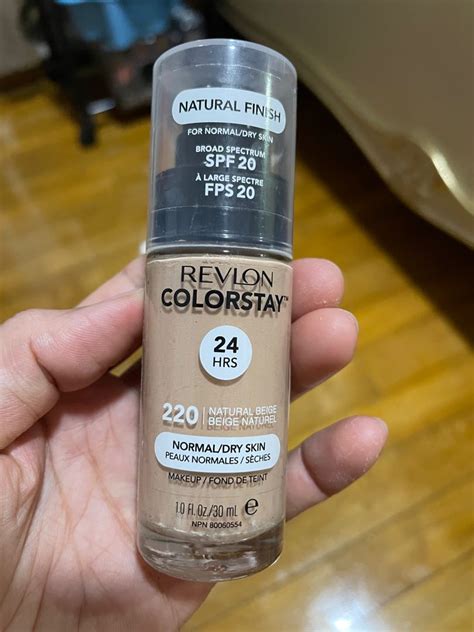 NATURAL FINISH
FOR NORMAL/DRY SKIN
BROAD SPECTRUM
SPF 20
À LARGE SPECTRE
FPS 20
REVLON
COLORSTAY™
24
HRS
220 | NATURAL BEIGE
BEIGE NATUREL
NORMAL/DRY SKIN
PEAUX NORMALES / SÈCHES
MAKEUP / FOND DE TEINT
1.0 fl. Oz./30 ml ℮
NPN 80060554